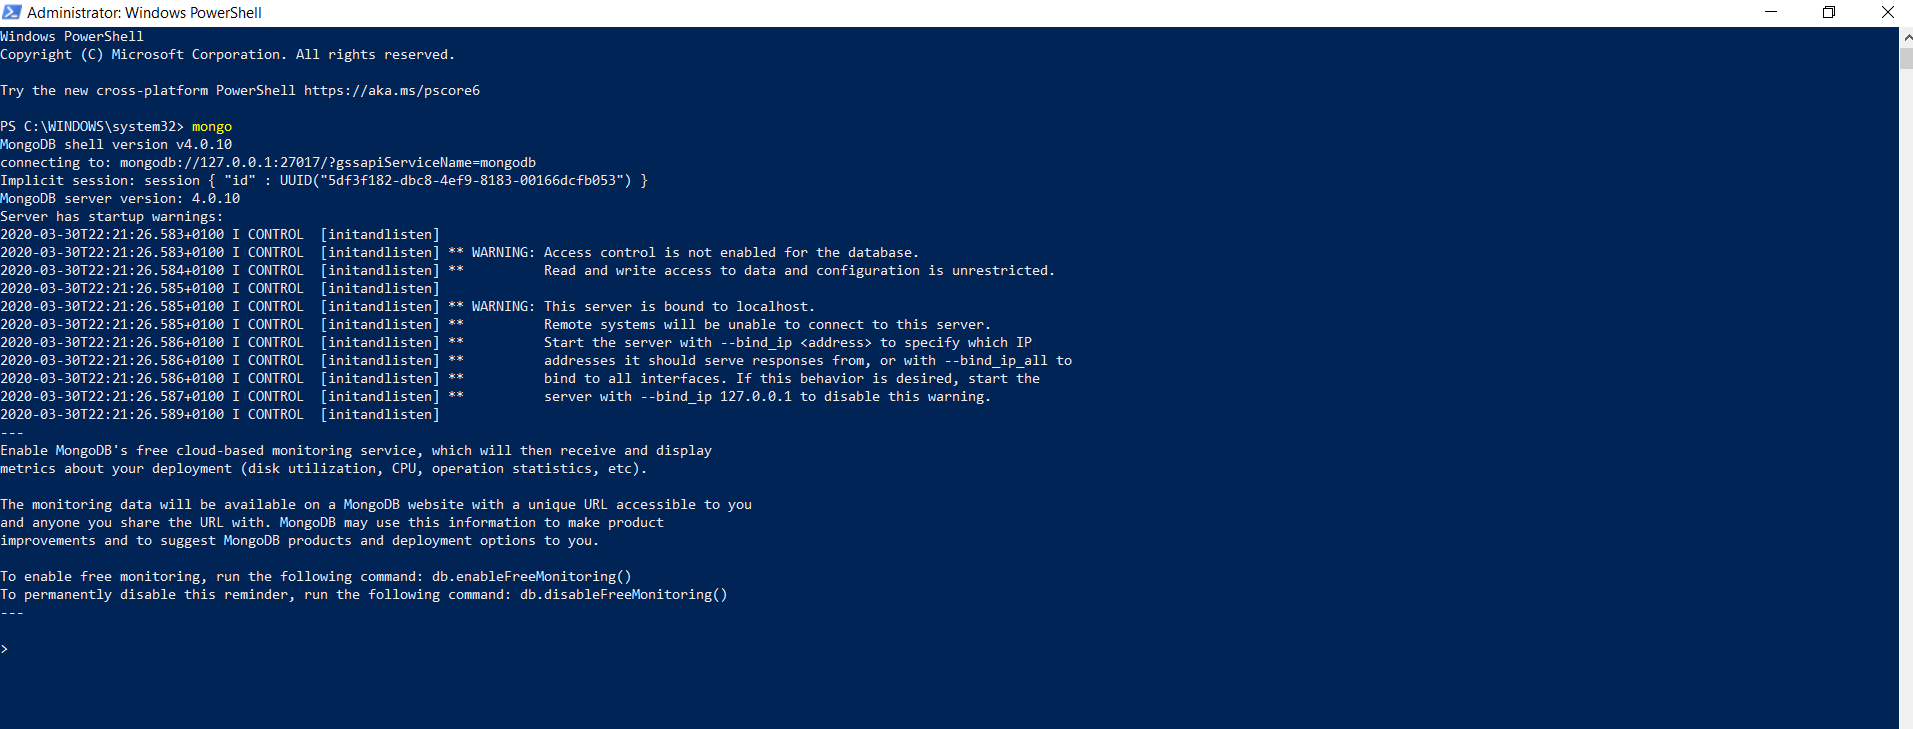 Administrator: Windows PowerShell
Windows PowerShell
Copyright (C) Microsoft Corporation. All rights reserved.
Try the new cross-platform PowerShell https://aka.ms/pscore6
PS C:\WINDOWS\system32> mongo
MongoDB shell version v4.0.10
connecting to: mongodb://127.0.0.1:27017/?gssapiServiceName=mongodb
Implicit session: session { "id" : UUID("5df3f182-dbc8-4ef9-8183-00166dcfb053") }
MongoDB server version: 4.0.10
Server has startup warnings:
2020-03-30T22:21:26.583+0100 I CONTROL  [initandlisten]
2020-03-30T22:21:26.583+0100 I CONTROL  [initandlisten] ** WARNING: Access control is not enabled for the database.
2020-03-30T22:21:26.584+0100 I CONTROL  [initandlisten] **          Read and write access to data and configuration is unrestricted.
2020-03-30T22:21:26.585+0100 I CONTROL  [initandlisten]
2020-03-30T22:21:26.585+0100 I CONTROL  [initandlisten] ** WARNING: This server is bound to localhost.
2020-03-30T22:21:26.585+0100 I CONTROL  [initandlisten] **          Remote systems will be unable to connect to this server.
2020-03-30T22:21:26.586+0100 I CONTROL  [initandlisten] **          Start the server with --bind_ip <address> to specify which IP
2020-03-30T22:21:26.586+0100 I CONTROL  [initandlisten] **          addresses it should serve responses from, or with --bind_ip_all to
2020-03-30T22:21:26.586+0100 I CONTROL  [initandlisten] **          bind to all interfaces. If this behavior is desired, start the
2020-03-30T22:21:26.587+0100 I CONTROL  [initandlisten] **          server with --bind_ip 127.0.0.1 to disable this warning.
2020-03-30T22:21:26.589+0100 I CONTROL  [initandlisten]
---
Enable MongoDB's free cloud-based monitoring service, which will then receive and display
metrics about your deployment (disk utilization, CPU, operation statistics, etc).
The monitoring data will be available on a MongoDB website with a unique URL accessible to you
and anyone you share the URL with. MongoDB may use this information to make product
improvements and to suggest MongoDB products and deployment options to you.
To enable free monitoring, run the following command: db.enableFreeMonitoring()
To permanently disable this reminder, run the following command: db.disableFreeMonitoring()
---
>